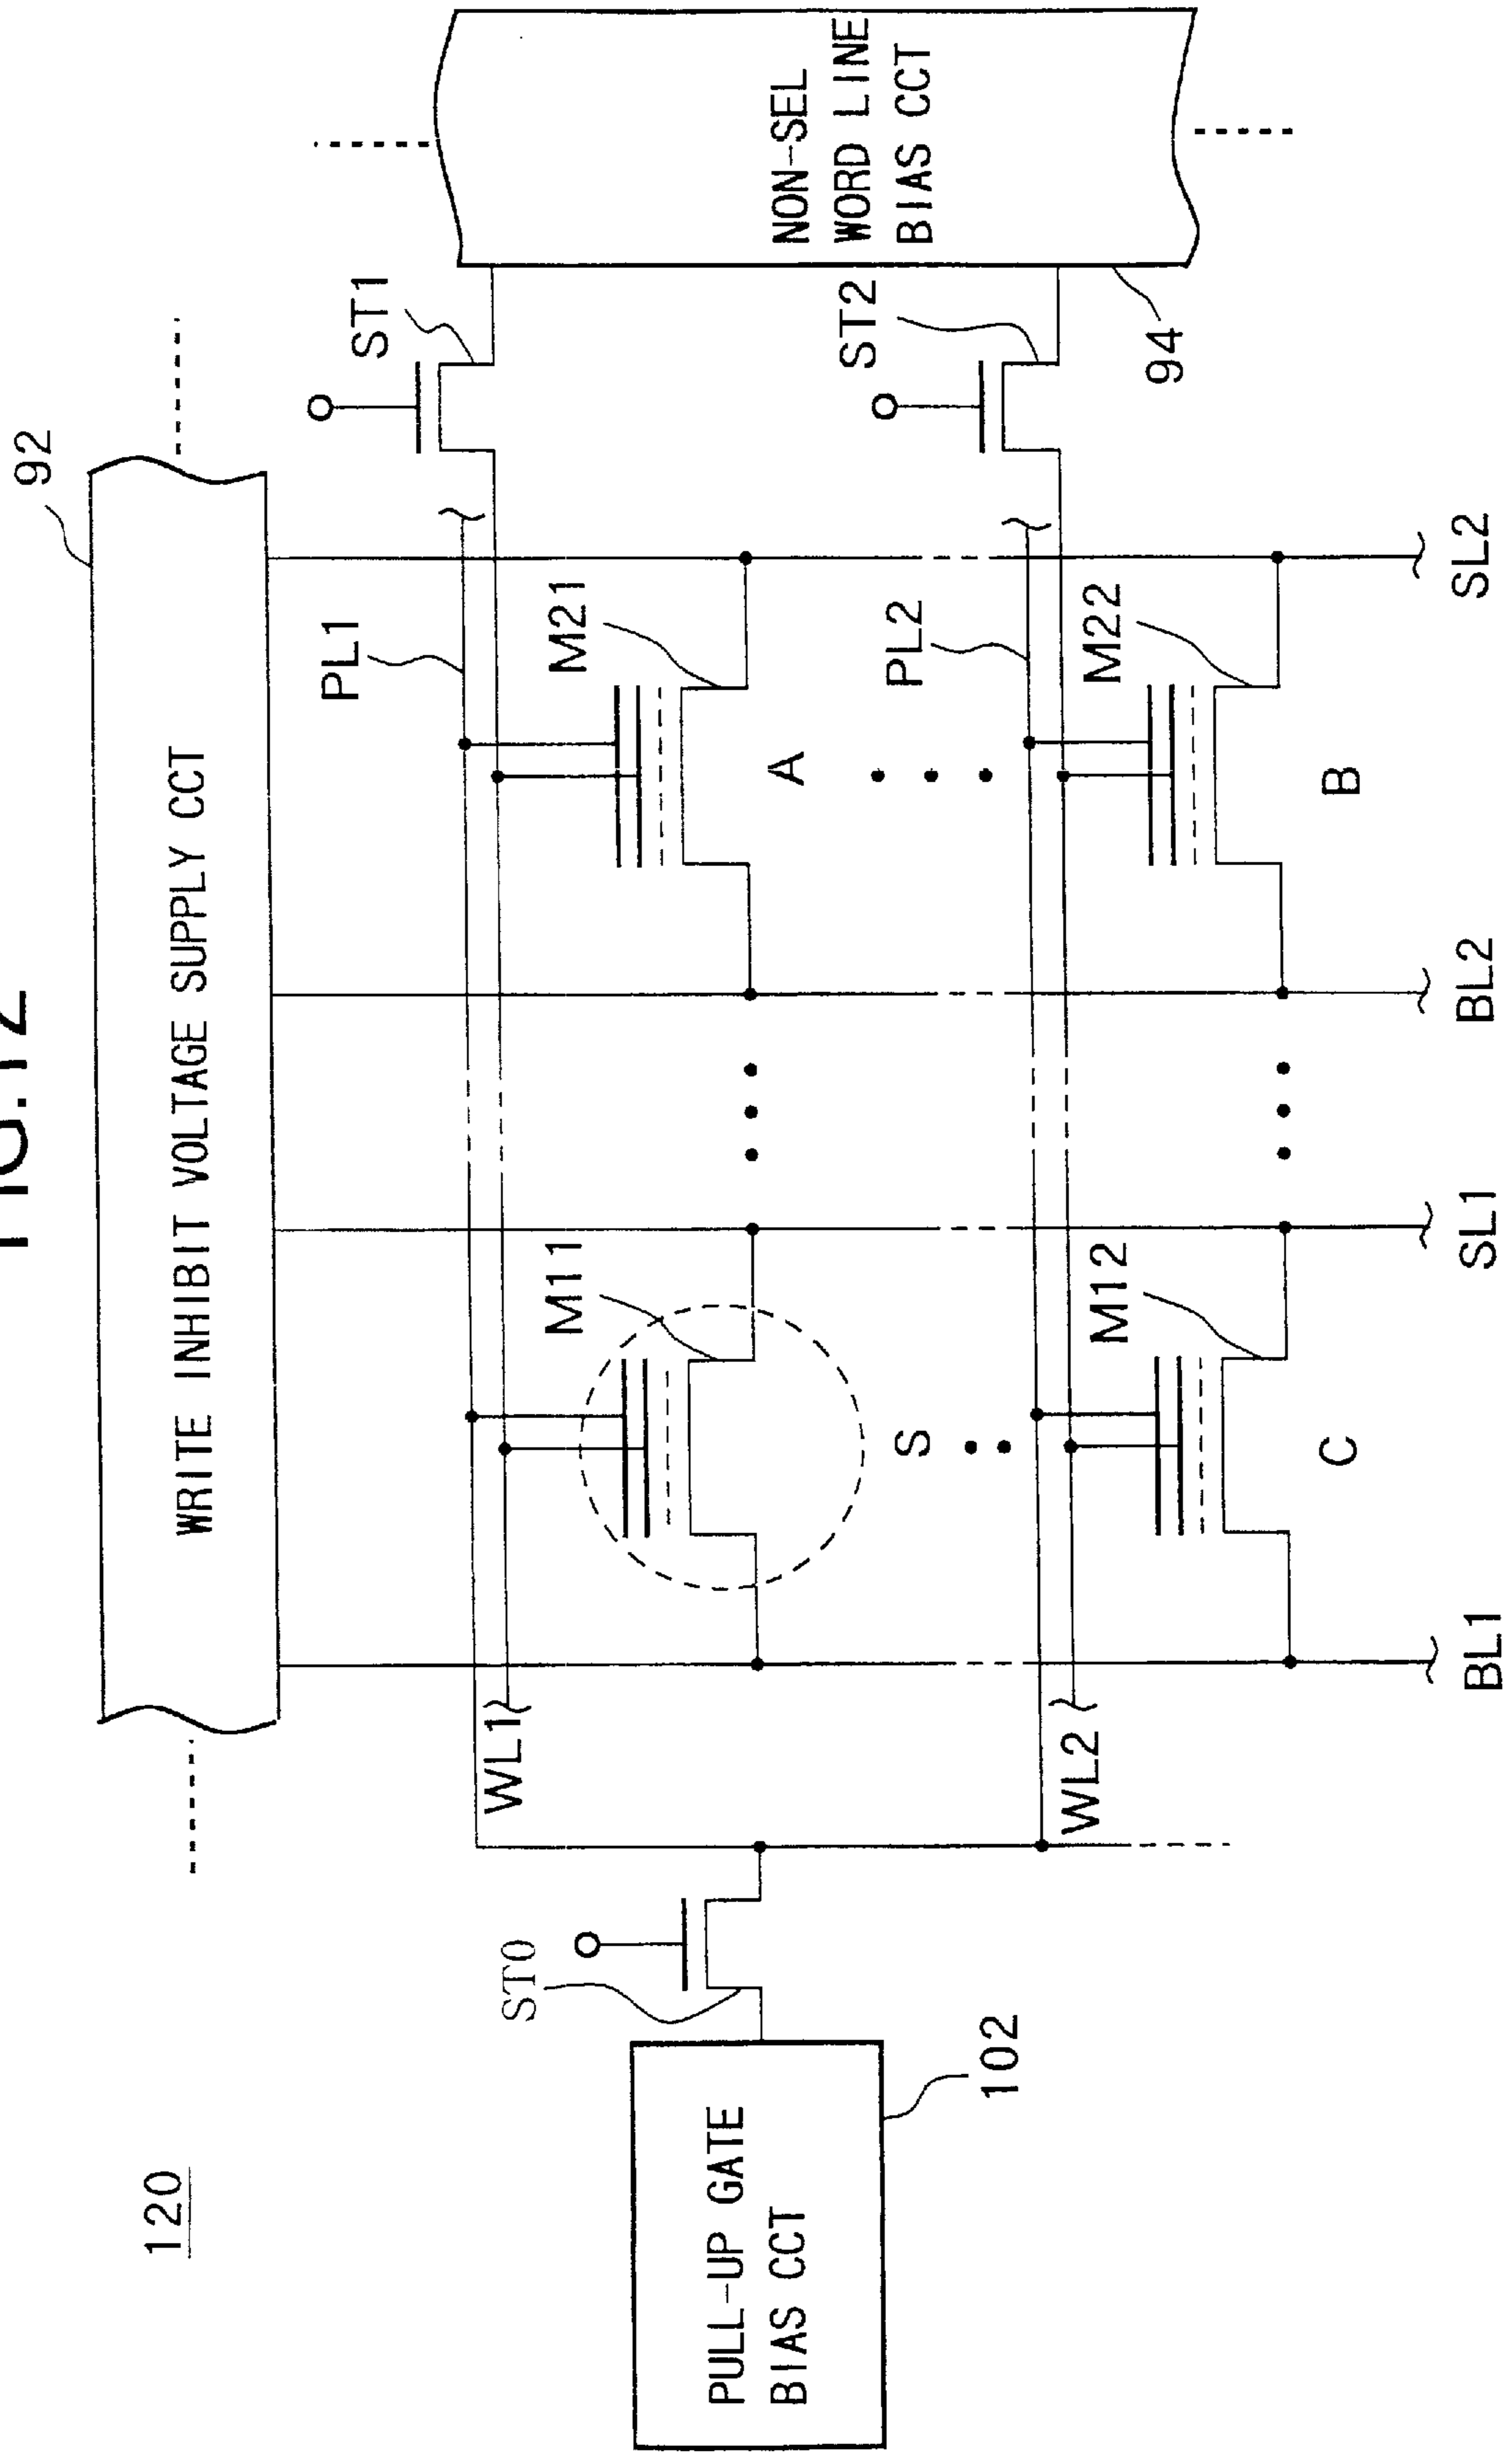 FIG.12
120
92
WRITE INHIBIT VOLTAGE SUPPLY CCT
ST1
PL1
WL1
M11
M21
NON-SEL
WORD LINE
BIAS CCT
ST0
A
PULL-UP GATE
BIAS CCT
102
S
ST2
PL2
WL2
M12
M22
94
C
B
BL1
SL1
BL2
SL2